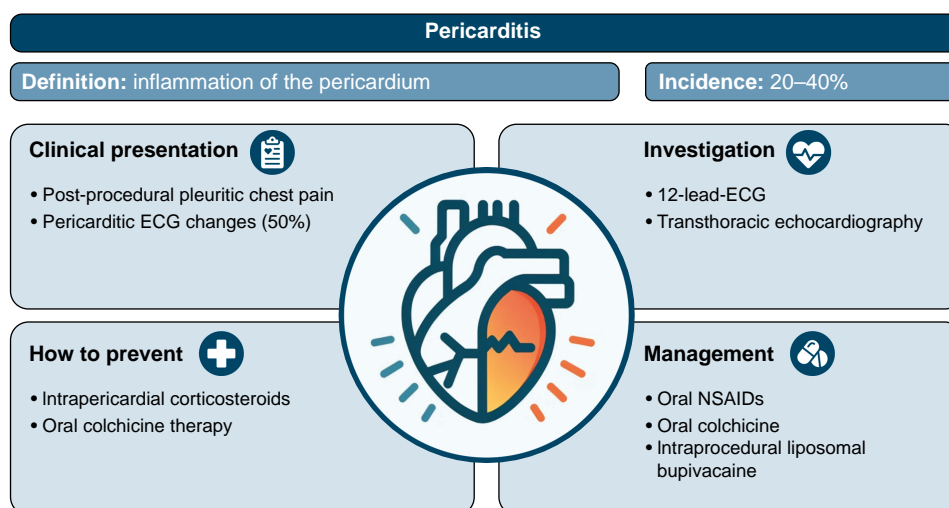 Pericarditis
Definition: inflammation of the pericardium
Incidence: 20–40%
Clinical presentation
• Post-procedural pleuritic chest pain
• Pericarditic ECG changes (50%)
Investigation
• 12-lead-ECG
• Transthoracic echocardiography
How to prevent
• Intrapericardial corticosteroids
• Oral colchicine therapy
Management
• Oral NSAIDs
• Oral colchicine
• Intraprocedural liposomal
bupivacaine